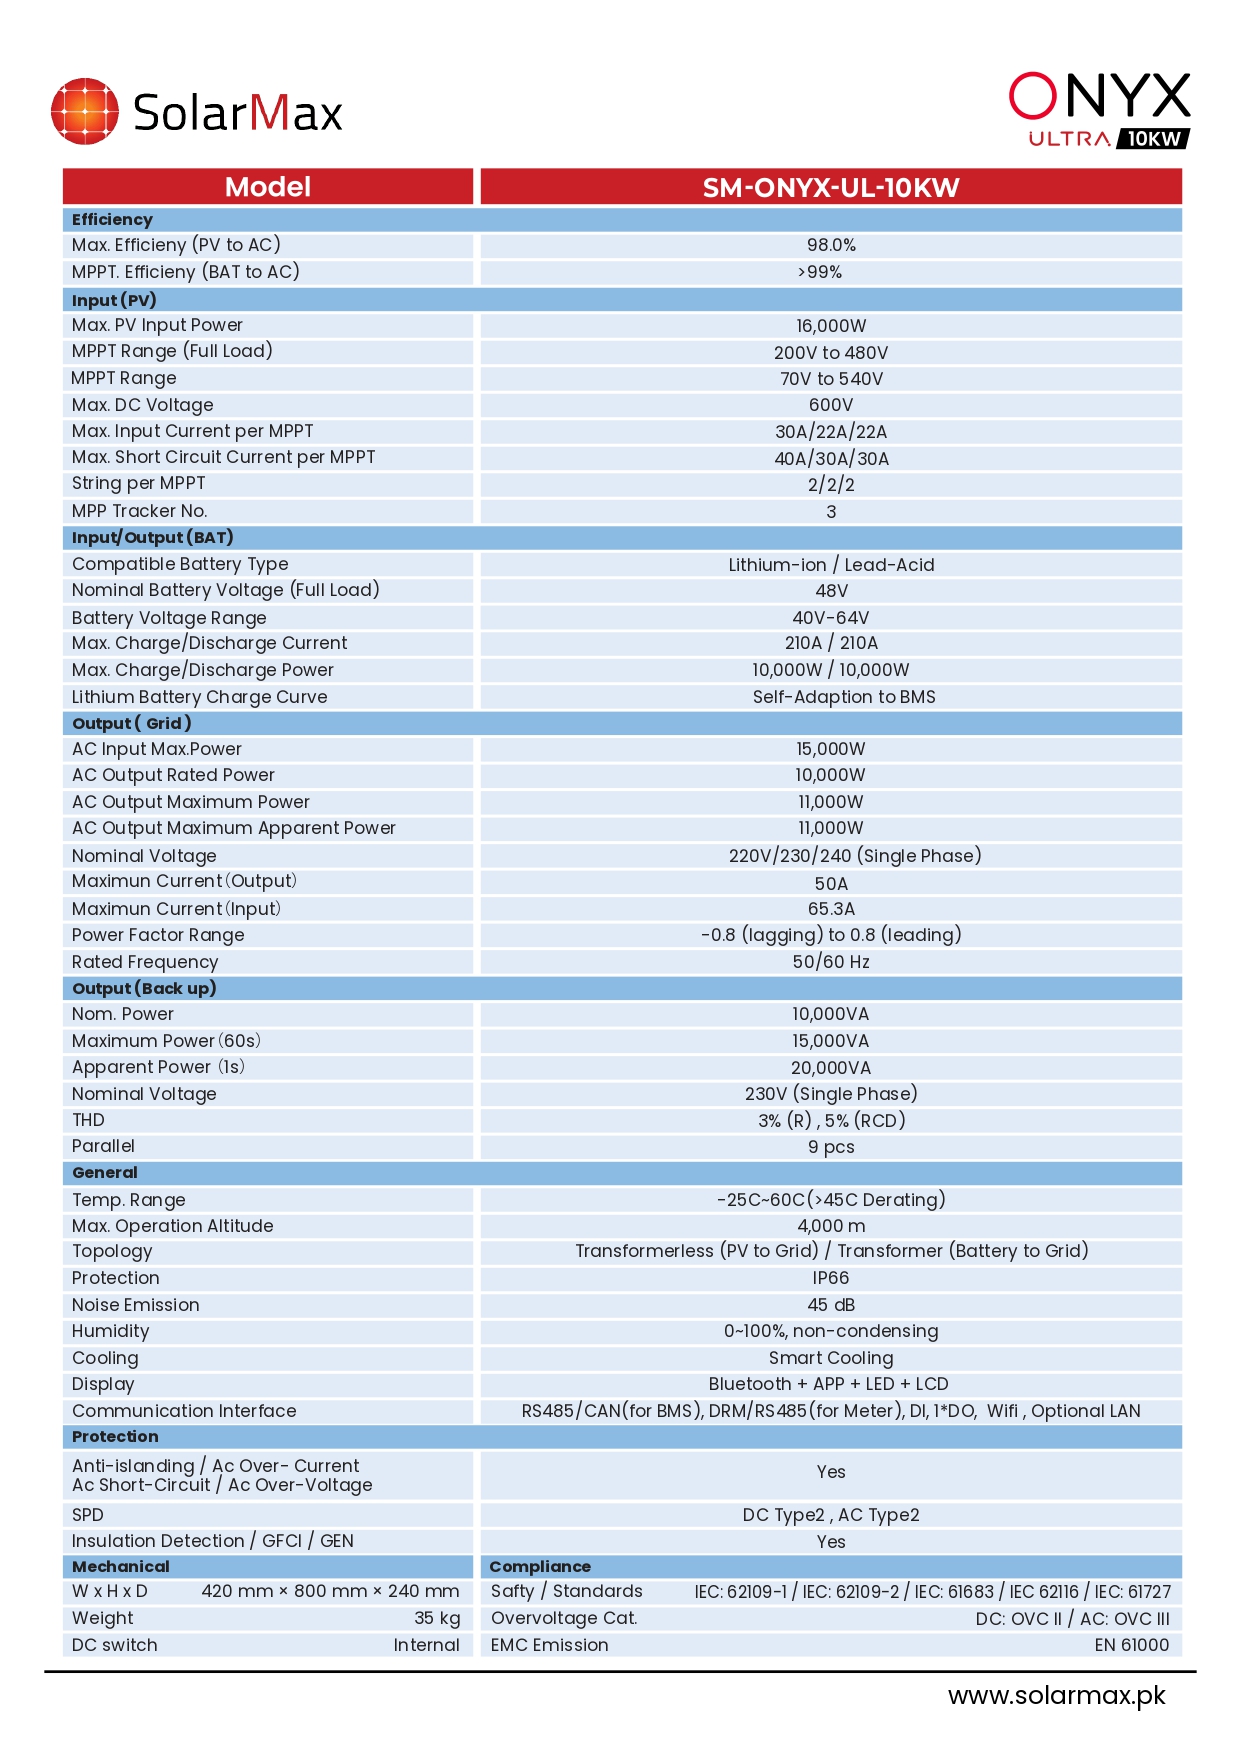 SolarMax
ONYX
ULTRA 10KW
Model SM-ONYX-UL-10KW
Efficiency
Max. Efficieny (PV to AC) 98.0%
MPPT. Efficieny (BAT to AC) >99%
Input (PV)
Max. PV Input Power 16,000W
MPPT Range (Full Load) 200V to 480V
MPPT Range 70V to 540V
Max. DC Voltage 600V
Max. Input Current per MPPT 30A/22A/22A
Max. Short Circuit Current per MPPT 40A/30A/30A
String per MPPT 2/2/2
MPP Tracker No. 3
Input/Output (BAT)
Compatible Battery Type Lithium-ion / Lead-Acid
Nominal Battery Voltage (Full Load) 48V
Battery Voltage Range 40V-64V
Max. Charge/Discharge Current 210A / 210A
Max. Charge/Discharge Power 10,000W / 10,000W
Lithium Battery Charge Curve Self-Adaption to BMS
Output ( Grid )
AC Input Max.Power 15,000W
AC Output Rated Power 10,000W
AC Output Maximum Power 11,000W
AC Output Maximum Apparent Power 11,000W
Nominal Voltage 220V/230/240 (Single Phase)
Maximun Current（Output） 50A
Maximun Current（Input） 65.3A
Power Factor Range -0.8 (lagging) to 0.8 (leading)
Rated Frequency 50/60 Hz
Output (Back up)
Nom. Power 10,000VA
Maximum Power（60s） 15,000VA
Apparent Power （1s） 20,000VA
Nominal Voltage 230V (Single Phase)
THD 3% (R) , 5% (RCD)
Parallel 9 pcs
General
Temp. Range -25C~60C(>45C Derating)
Max. Operation Altitude 4,000 m
Topology Transformerless (PV to Grid) / Transformer (Battery to Grid)
Protection IP66
Noise Emission 45 dB
Humidity 0~100%, non-condensing
Cooling Smart Cooling
Display Bluetooth + APP + LED + LCD
Communication Interface RS485/CAN(for BMS), DRM/RS485(for Meter), DI, 1*DO, Wifi , Optional LAN
Protection
Anti-islanding / Ac Over- Current
Ac Short-Circuit / Ac Over-Voltage Yes
SPD DC Type2 , AC Type2
Insulation Detection / GFCI / GEN Yes
Mechanical Compliance
W x H x D 420 mm × 800 mm × 240 mm Safty / Standards IEC: 62109-1 / IEC: 62109-2 / IEC: 61683 / IEC 62116 / IEC: 61727
Weight 35 kg Overvoltage Cat. DC: OVC II / AC: OVC III
DC switch Internal EMC Emission EN 61000
www.solarmax.pk